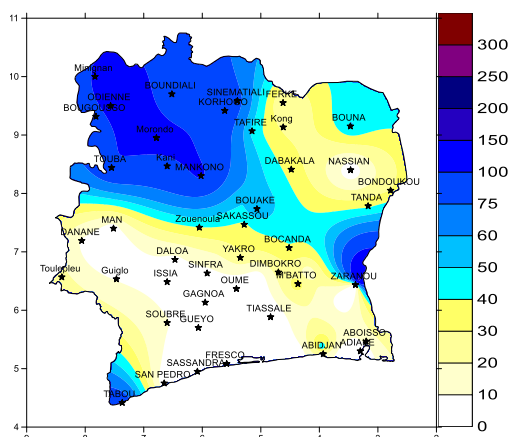 11
10
9
8
7
6
5
4
300
250
200
150
100
60
50
40
30
20
10
0
Minignan
ODIENNE
BOUNDIALI
SINEMATIALI
FERKE
KORHOGO
Kong
BOUNA
TAFIRE
TOUBA
Kani
MANKONO
DABAKALA
NASSIAN
BONDOUKOU
TANDA
BOUAKE
MAN
Zouenoula
SAKASSOU
DANANE
BOCANDA
DALOA
YAKRO
Toulepleu
Guiglo
ISSIA
SINFRA
DIMBOKRO
M'BATTO
ZARANOU
OUME
GAGNOA
SOUBRE
GUEYO
TIASSALE
ABOISSO
ABIDJAN
ADIAKE
FRESCO
SASSANDRA
SAN PEDRO
TABOU